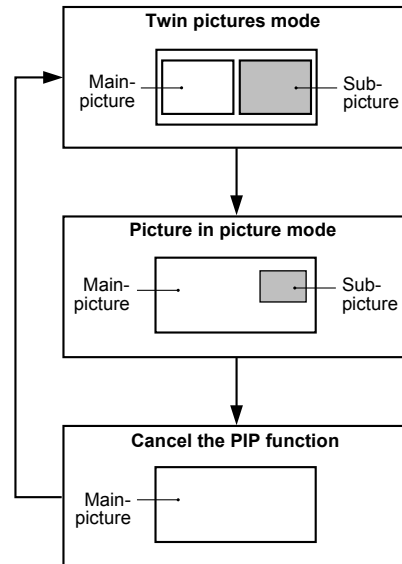 Twin pictures mode
Main-
picture
Sub-
picture
Picture in picture mode
Main-
picture
Sub-
picture
Cancel the PIP function
Main-
picture